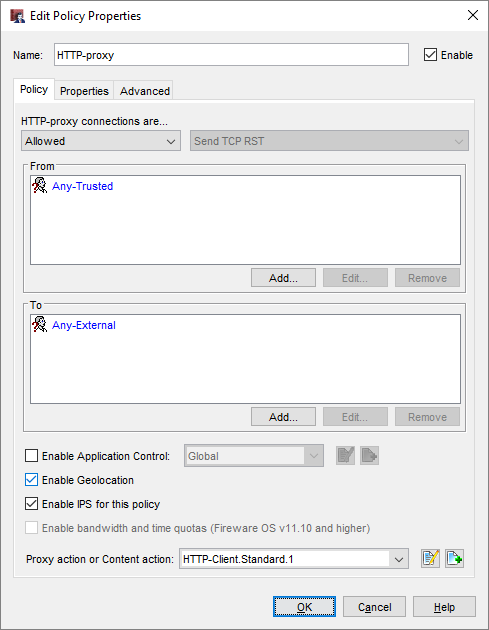 Edit Policy Properties
Name: HTTP-proxy Enable
Policy Properties Advanced
HTTP-proxy connections are...
Allowed Send TCP RST
From
Any-Trusted
Add... Edit... Remove
To
Any-External
Add... Edit... Remove
Enable Application Control: Global
Enable Geolocation
Enable IPS for this policy
Enable bandwidth and time quotas (Fireware OS v11.10 and higher)
Proxy action or Content action: HTTP-Client.Standard.1
OK Cancel Help